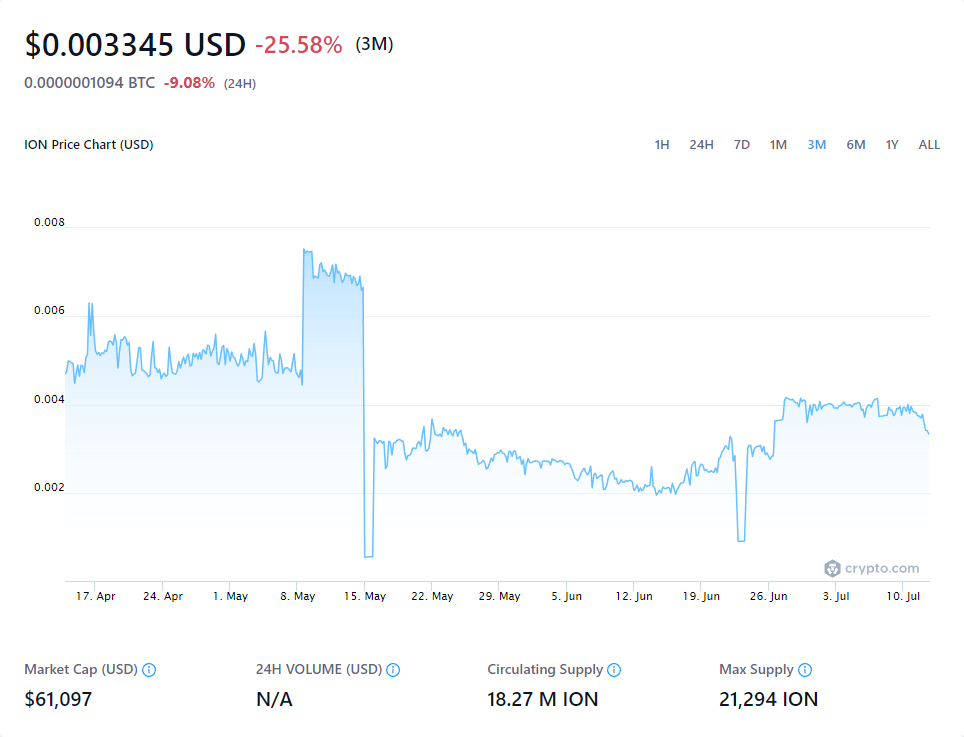 $0.003345 USD -25.58% (3M)
0.0000001094 BTC -9.08% (24H)
ION Price Chart (USD)
1H 24H 7D 1M 3M 6M 1Y ALL
0.008
0.006
0.004
0.002
crypto.com
17. Apr 24. Apr 1. May 8. May 15. May 22. May 29. May 5. Jun 12. Jun 19. Jun 26. Jun 3. Jul 10. Jul
Market Cap (USD) 24H VOLUME (USD) Circulating Supply Max Supply
$61,097 N/A 18.27 M ION 21,294 ION